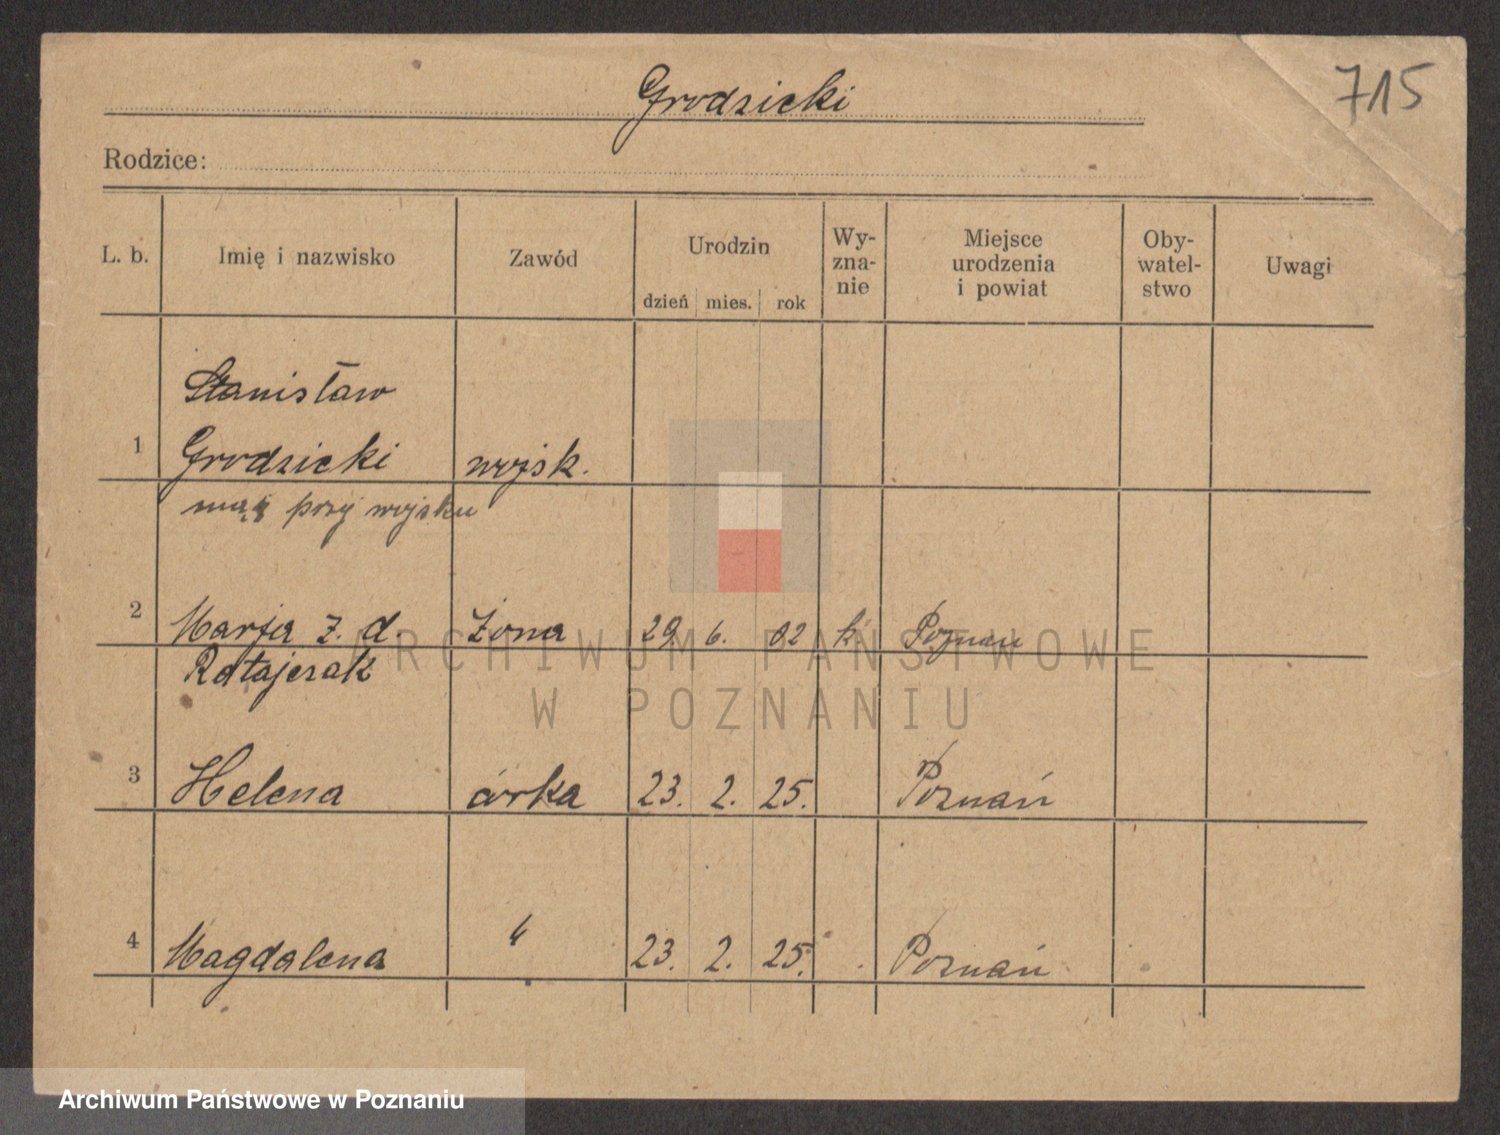 715
Grodzicki
Rodzice:
L. b. Imię i nazwisko Zawód Urodzin Wy- Miejsce Oby- Uwagi
zna- urodzenia watel-
dzień mies. rok nie i powiat stwo
Stanisław
1 Grodzicki wojsk.
mąż przy wojsku
2 Marja z. d. żona 29 6. 02 k. Poznań
Ratajczak
3 Helena córka 23. 2. 25. Poznań
4 Magdalena " 23. 2. 25. Poznań
ARCHIWUM PAŃSTWOWE
W POZNANIU
Archiwum Państwowe w Poznaniu